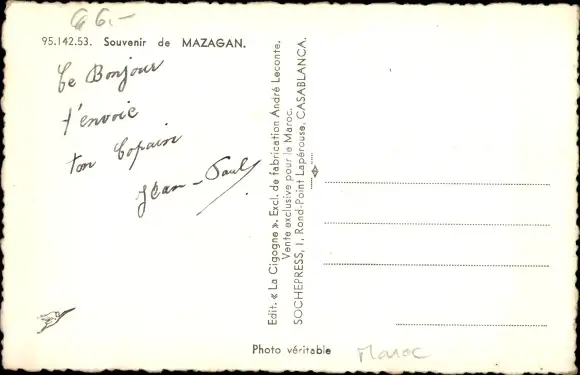 66.-
95.142.53. Souvenir de MAZAGAN.
Le Bonjour
t'envoie
ton Copain
Jean-Paul
Edit. « La Cigogne ». Excl. de fabrication André Leconte.
Vente exclusive pour le Maroc.
SOCHEPRESS, 1, Rond-Point Lapérouse, CASABLANCA.
Photo véritable
Maroc